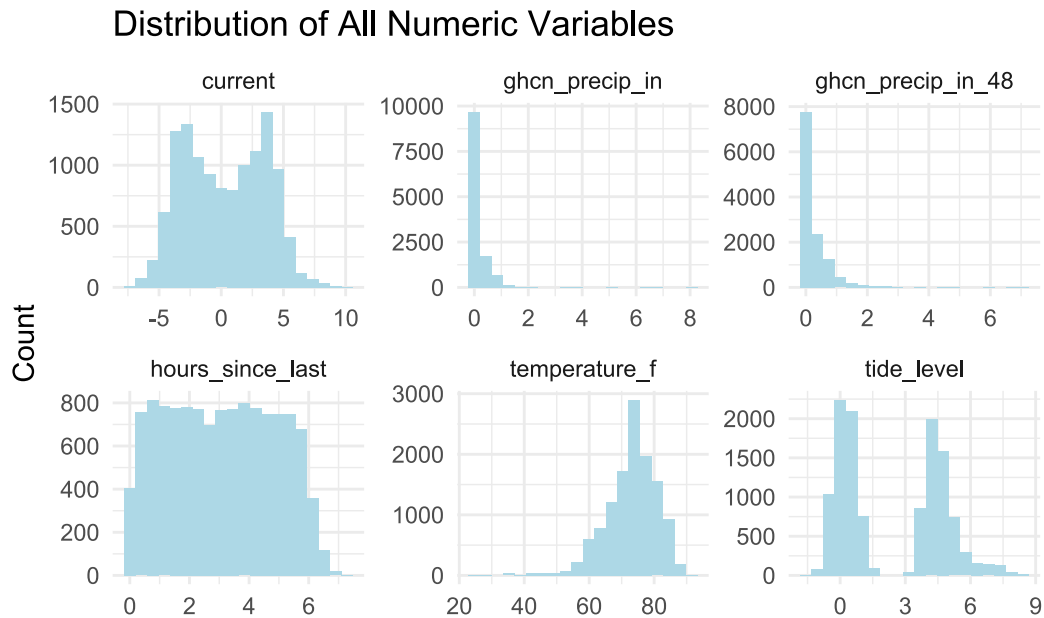 Distribution of All Numeric Variables
current
ghcn_precip_in
ghcn_precip_in_48
1500
1000
500
0
-5 0 5 10
10000
7500
5000
2500
0
0 2 4 6 8
8000
6000
4000
2000
0
0 2 4 6
Count
hours_since_last
temperature_f
tide_level
800
600
400
200
0
0 2 4 6
3000
2000
1000
0
20 40 60 80
2000
1500
1000
500
0
0 3 6 9